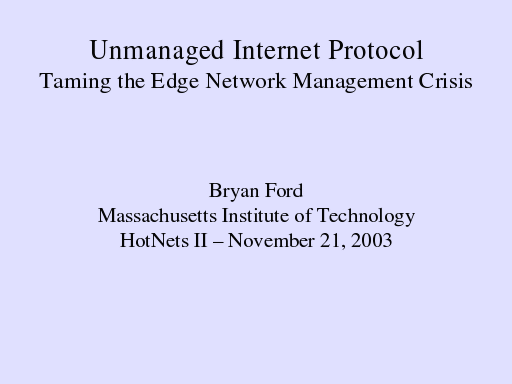 Unmanaged Internet Protocol
Taming the Edge Network Management Crisis
Bryan Ford
Massachusetts Institute of Technology
HotNets II – November 21, 2003